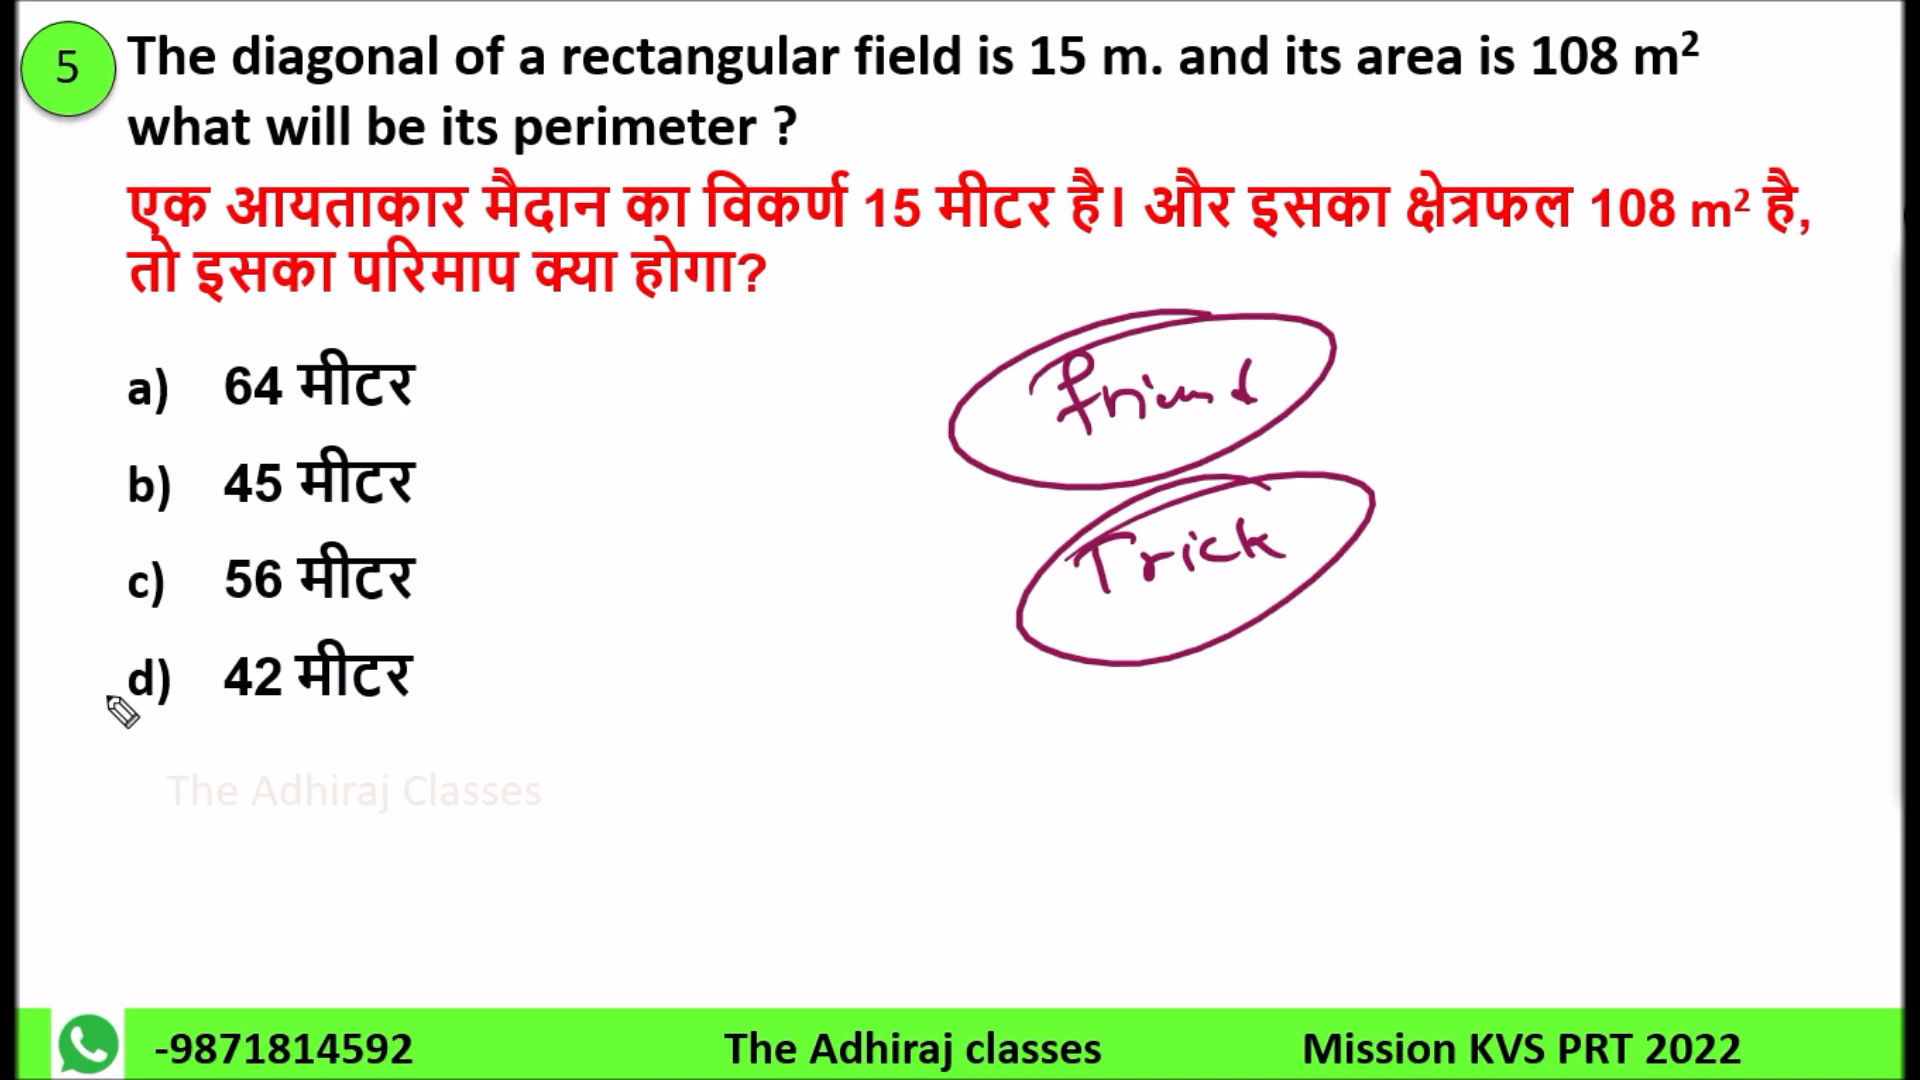 5
The diagonal of a rectangular field is 15 m. and its area is 108 m²
what will be its perimeter ?
एक आयताकार मैदान का विकर्ण 15 मीटर है। और इसका क्षेत्रफल 108 m² है,
तो इसका परिमाप क्या होगा?
a) 64 मीटर
b) 45 मीटर
c) 56 मीटर
d) 42 मीटर
friend
Trick
The Adhiraj Classes
-9871814592 The Adhiraj classes Mission KVS PRT 2022